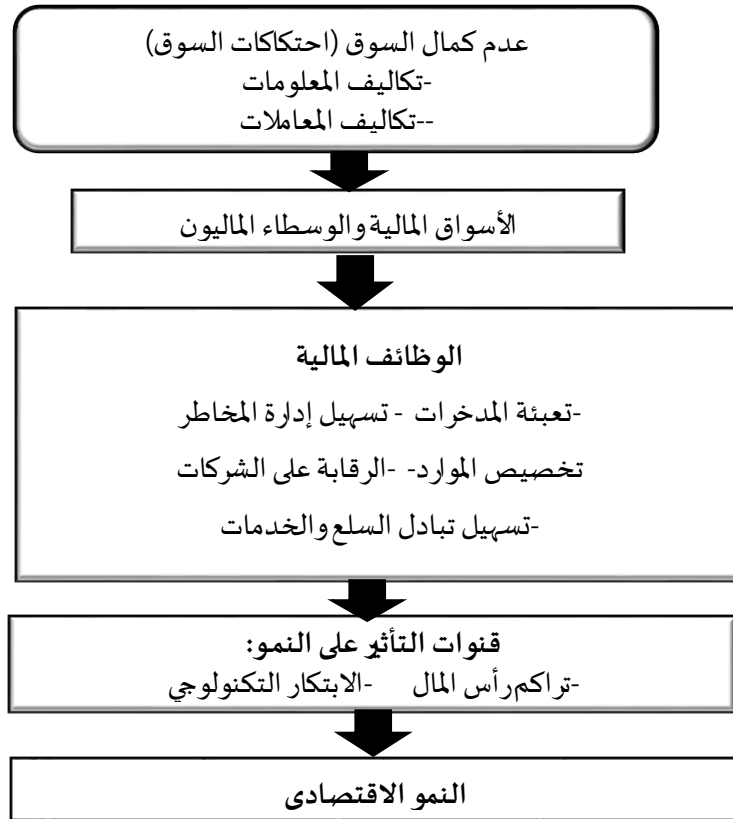 عدم كمال السوق (احتكاكات السوق)
-تكاليف المعلومات
--تكاليف المعاملات
الأسواق المالية والوسطاء الماليون
الوظائف المالية
-تعبئة المدخرات - تسهيل إدارة المخاطر
تخصيص الموارد- -الرقابة على الشركات
-تسهيل تبادل السلع والخدمات
قنوات التأثير على النمو:
-تراكم رأس المال -الابتكار التكنولوجي
النمو الاقتصادى